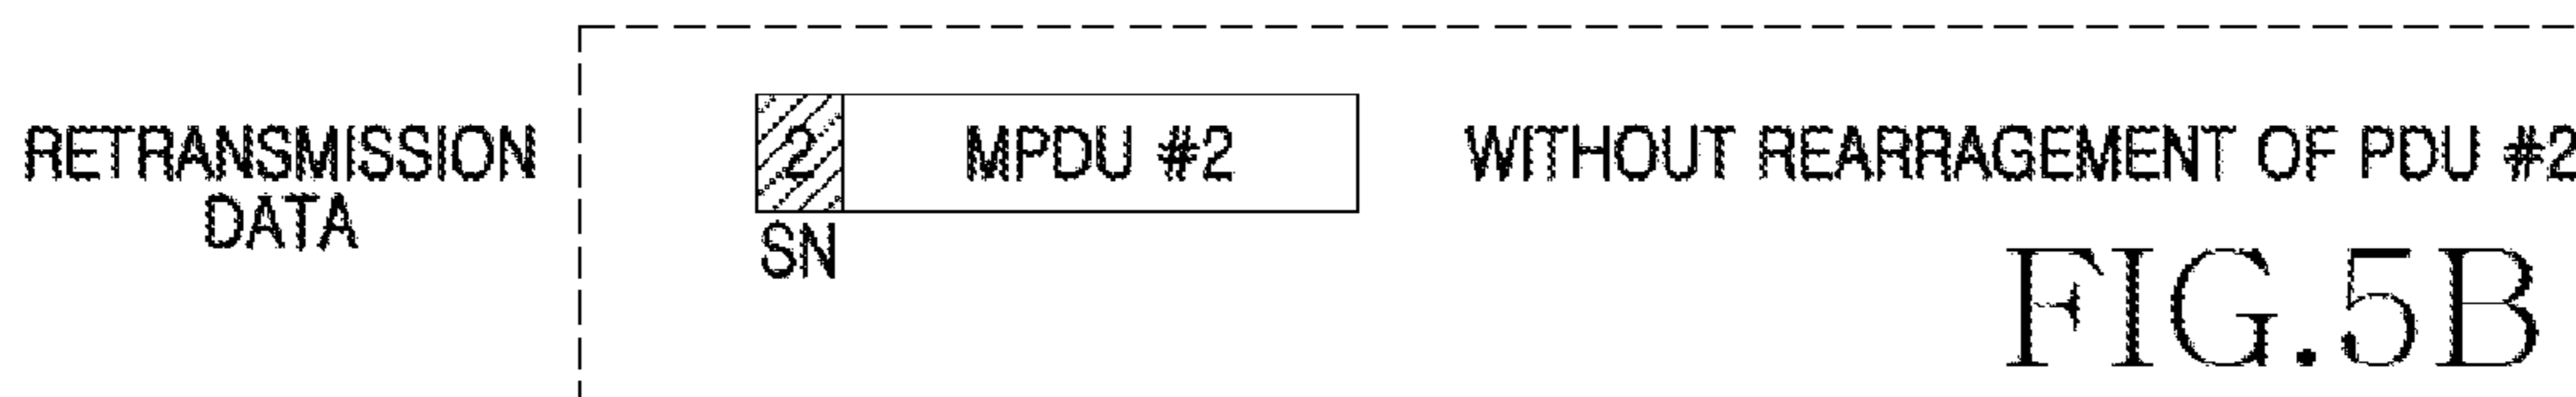 RETRANSMISSION
DATA
2 MPDU #2
SN
WITHOUT REARRAGEMENT OF PDU #2
FIG.5B